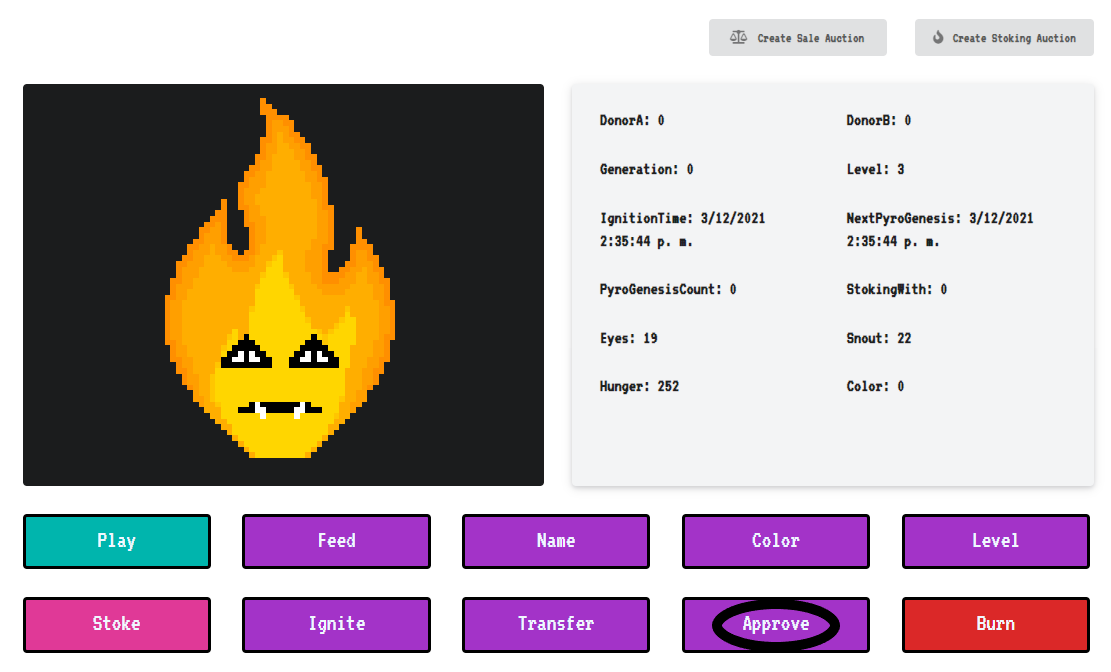 Create Sale Auction
Create Stoking Auction
DonorA: 0
DonorB: 0
Generation: 0
Level: 3
IgnitionTime: 3/12/2021
2:35:44 p. m.
NextPyroGenesis: 3/12/2021
2:35:44 p. m.
PyroGenesisCount: 0
StokingWith: 0
Eyes: 19
Snout: 22
Hunger: 252
Color: 0
Play
Feed
Name
Color
Level
Stoke
Ignite
Transfer
Approve
Burn